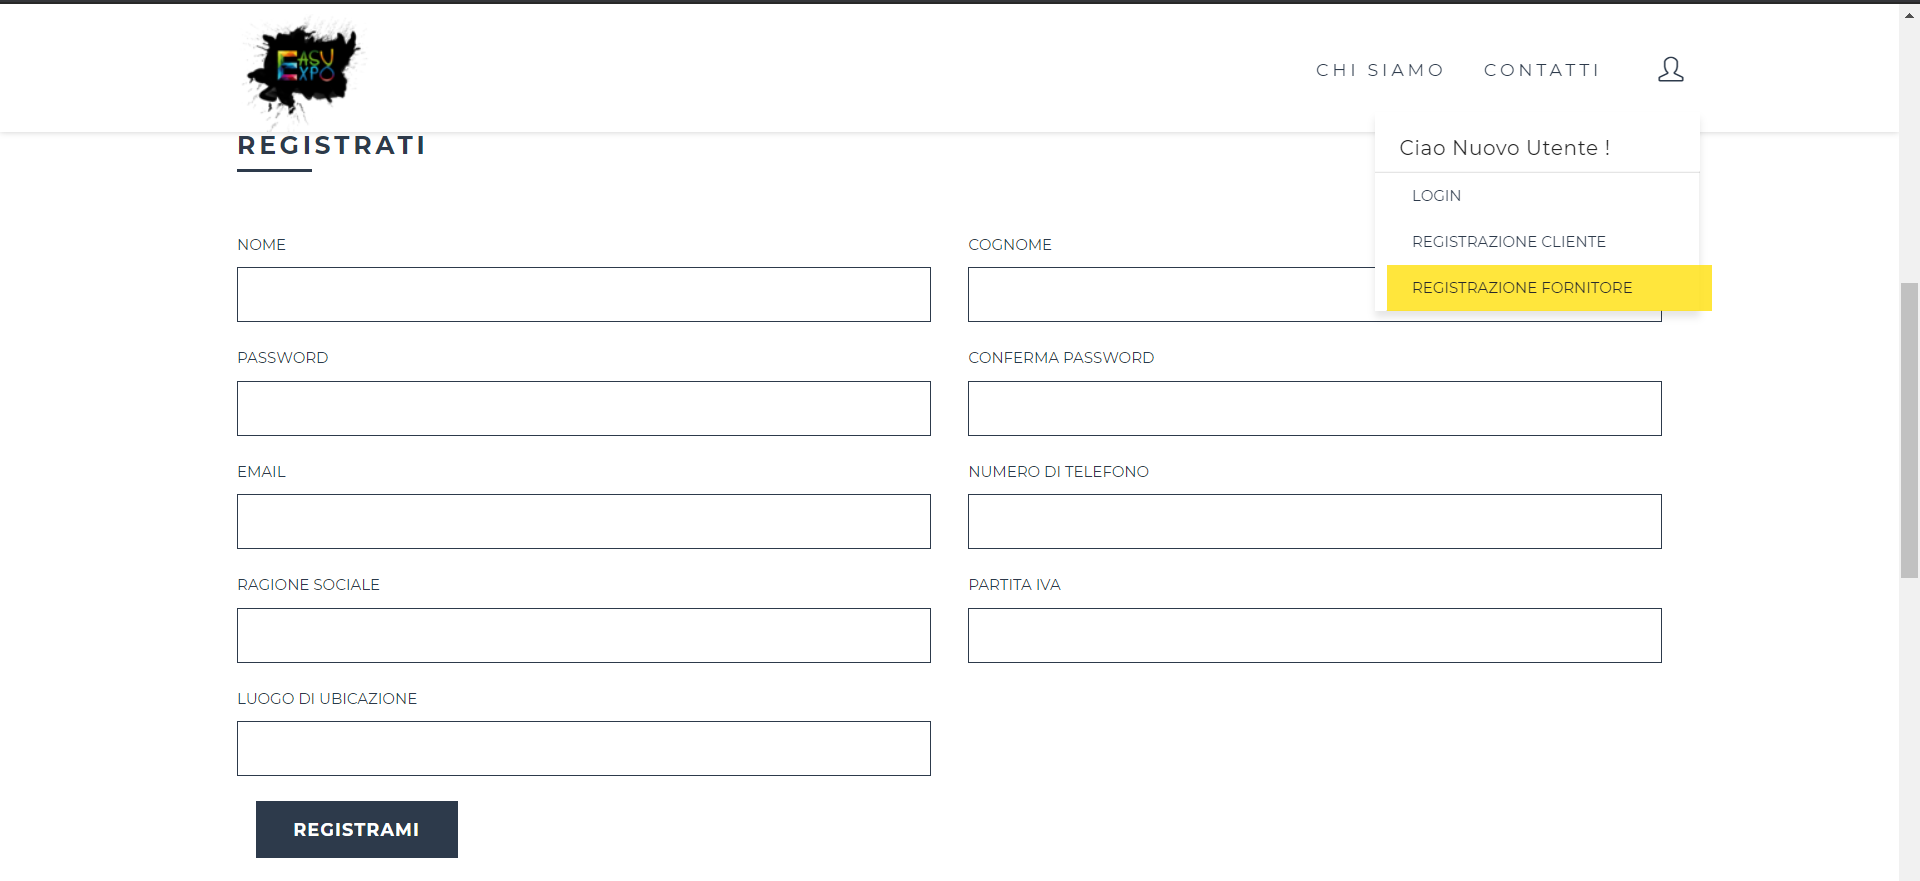 EASY
EXPO
CHI SIAMO
CONTATTI
REGISTRATI
Ciao Nuovo Utente !
LOGIN
REGISTRAZIONE CLIENTE
REGISTRAZIONE FORNITORE
NOME
COGNOME
PASSWORD
CONFERMA PASSWORD
EMAIL
NUMERO DI TELEFONO
RAGIONE SOCIALE
PARTITA IVA
LUOGO DI UBICAZIONE
REGISTRAMI